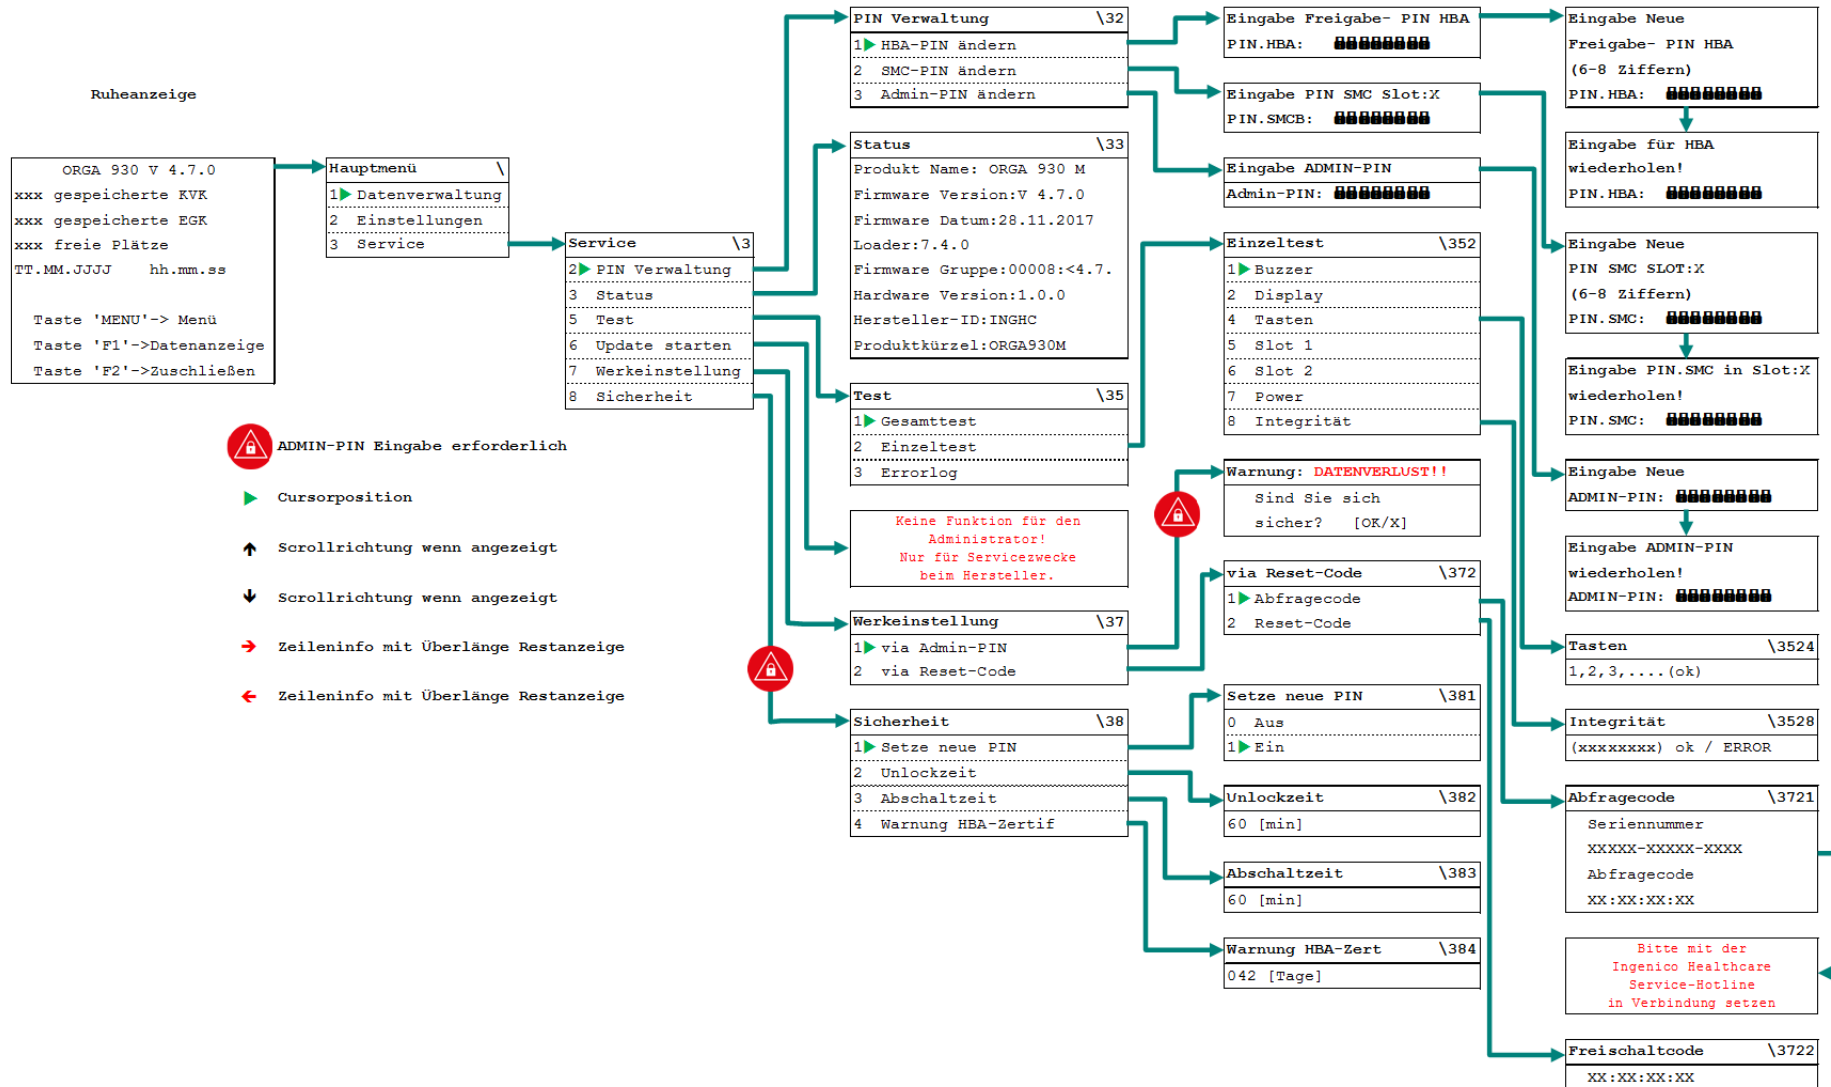 Ruheanzeige
ORGA 930 V 4.7.0
xxx gespeicherte KVK
xxx gespeicherte EGK
xxx freie Plätze
TT.MM.JJJJ hh.mm.ss
Taste 'MENU'-> Menü
Taste 'F1'->Datenanzeige
Taste 'F2'->Zuschließen
ADMIN-PIN Eingabe erforderlich
Cursorposition
Scrollrichtung wenn angezeigt
Scrollrichtung wenn angezeigt
Zeileninfo mit Überlänge Restanzeige
Zeileninfo mit Überlänge Restanzeige
Hauptmenü \
1 Datenverwaltung
2 Einstellungen
3 Service
Service \3
2 PIN Verwaltung
3 Status
5 Test
6 Update starten
7 Werkeinstellung
8 Sicherheit
PIN Verwaltung \32
1 HBA-PIN ändern
2 SMC-PIN ändern
3 Admin-PIN ändern
Status \33
Produkt Name: ORGA 930 M
Firmware Version:V 4.7.0
Firmware Datum:28.11.2017
Loader:7.4.0
Firmware Gruppe:00008:<4.7.
Hardware Version:1.0.0
Hersteller-ID:INGHC
Produktkürzel:ORGA930M
Test \35
1 Gesamttest
2 Einzeltest
3 Errorlog
Keine Funktion für den
Administrator!
Nur für Servicezwecke
beim Hersteller.
Werkeinstellung \37
1 via Admin-PIN
2 via Reset-Code
Sicherheit \38
1 Setze neue PIN
2 Unlockzeit
3 Abschaltzeit
4 Warnung HBA-Zertif
Eingabe Freigabe- PIN HBA
PIN.HBA:
Eingabe PIN SMC Slot:X
PIN.SMCB:
Eingabe ADMIN-PIN
Admin-PIN:
Einzeltest \352
1 Buzzer
2 Display
4 Tasten
5 Slot 1
6 Slot 2
7 Power
8 Integrität
Warnung: DATENVERLUST!!
Sind Sie sich
sicher? [OK/X]
via Reset-Code \372
1 Abfragecode
2 Reset-Code
Setze neue PIN \381
0 Aus
1 Ein
Unlockzeit \382
60 [min]
Abschaltzeit \383
60 [min]
Warnung HBA-Zert \384
042 [Tage]
Eingabe Neue
Freigabe- PIN HBA
(6-8 Ziffern)
PIN.HBA:
Eingabe für HBA
wiederholen!
PIN.HBA:
Eingabe Neue
PIN SMC SLOT:X
(6-8 Ziffern)
PIN.SMC:
Eingabe PIN.SMC in Slot:X
wiederholen!
PIN.SMC:
Eingabe Neue
ADMIN-PIN:
Eingabe ADMIN-PIN
wiederholen!
ADMIN-PIN:
Tasten \3524
1,2,3,....(ok)
Integrität \3528
(xxxxxxxx) ok / ERROR
Abfragecode \3721
Seriennummer
XXXXX-XXXXX-XXXX
Abfragecode
XX:XX:XX:XX
Bitte mit der
Ingenico Healthcare
Service-Hotline
in Verbindung setzen
Freischaltcode \3722
XX:XX:XX:XX